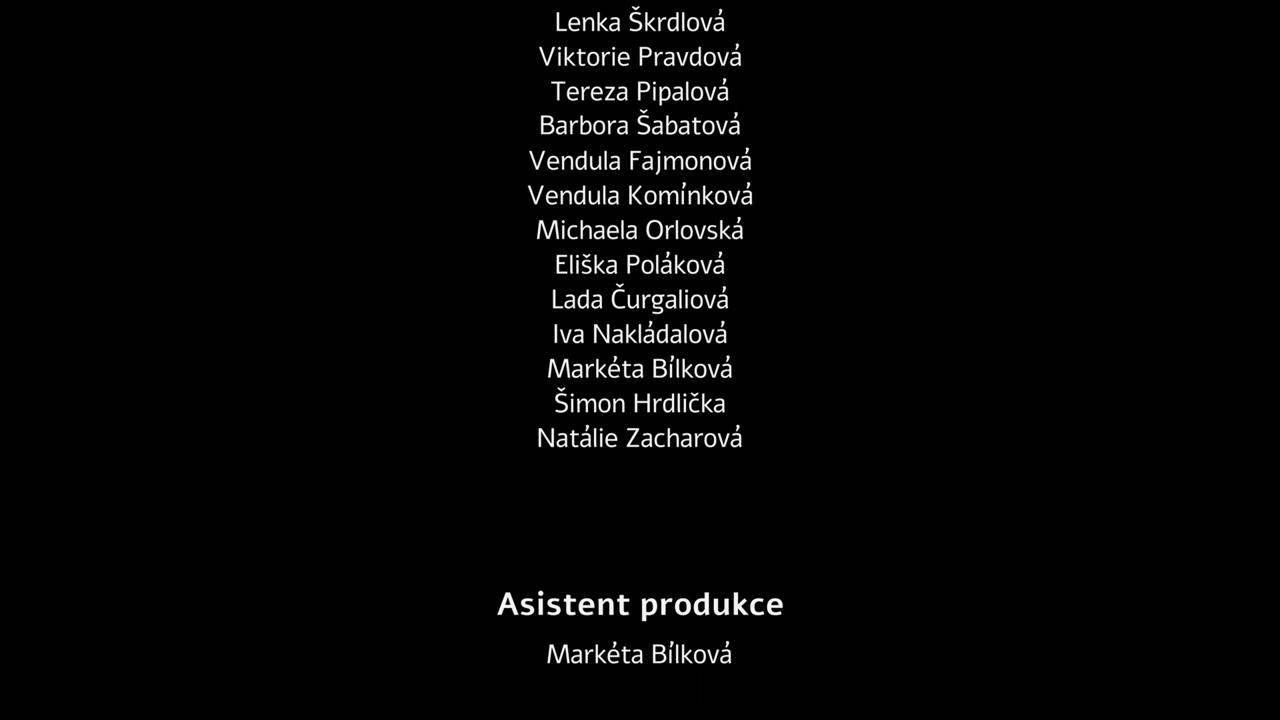 Lenka Škrdlová
Viktorie Pravdová
Tereza Pipalová
Barbora Šabatová
Vendula Fajmonová
Vendula Komínková
Michaela Orlovská
Eliška Poláková
Lada Čurgaliová
Iva Nakládalová
Markéta Bílková
Šimon Hrdlička
Natálie Zacharová
Asistent produkce
Markéta Bílková